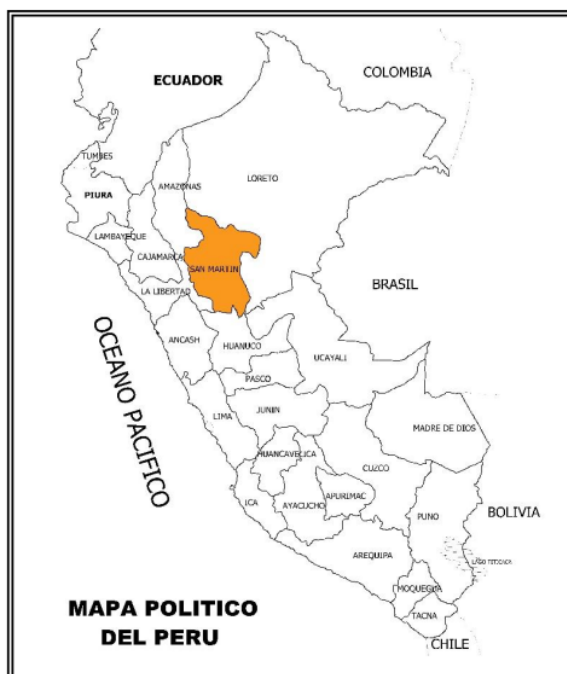 COLOMBIA
ECUADOR
TUMBES
LORETO
AMAZONAS
PIURA
LAMBAYEQUE
CAJAMARCA
SAN MARTIN
BRASIL
LA LIBERTAD
OCEANO PACIFICO
ANCASH
HUANUCO
UCAYALI
PASCO
LIMA
JUNIN
MADRE DE DIOS
HUANCAVELICA
CUZCO
APURIMAC
ICA
AYACUCHO
PUNO
BOLIVIA
AREQUIPA
LAGO TITICACA
MOQUEGUA
TACNA
CHILE
MAPA POLITICO
DEL PERU